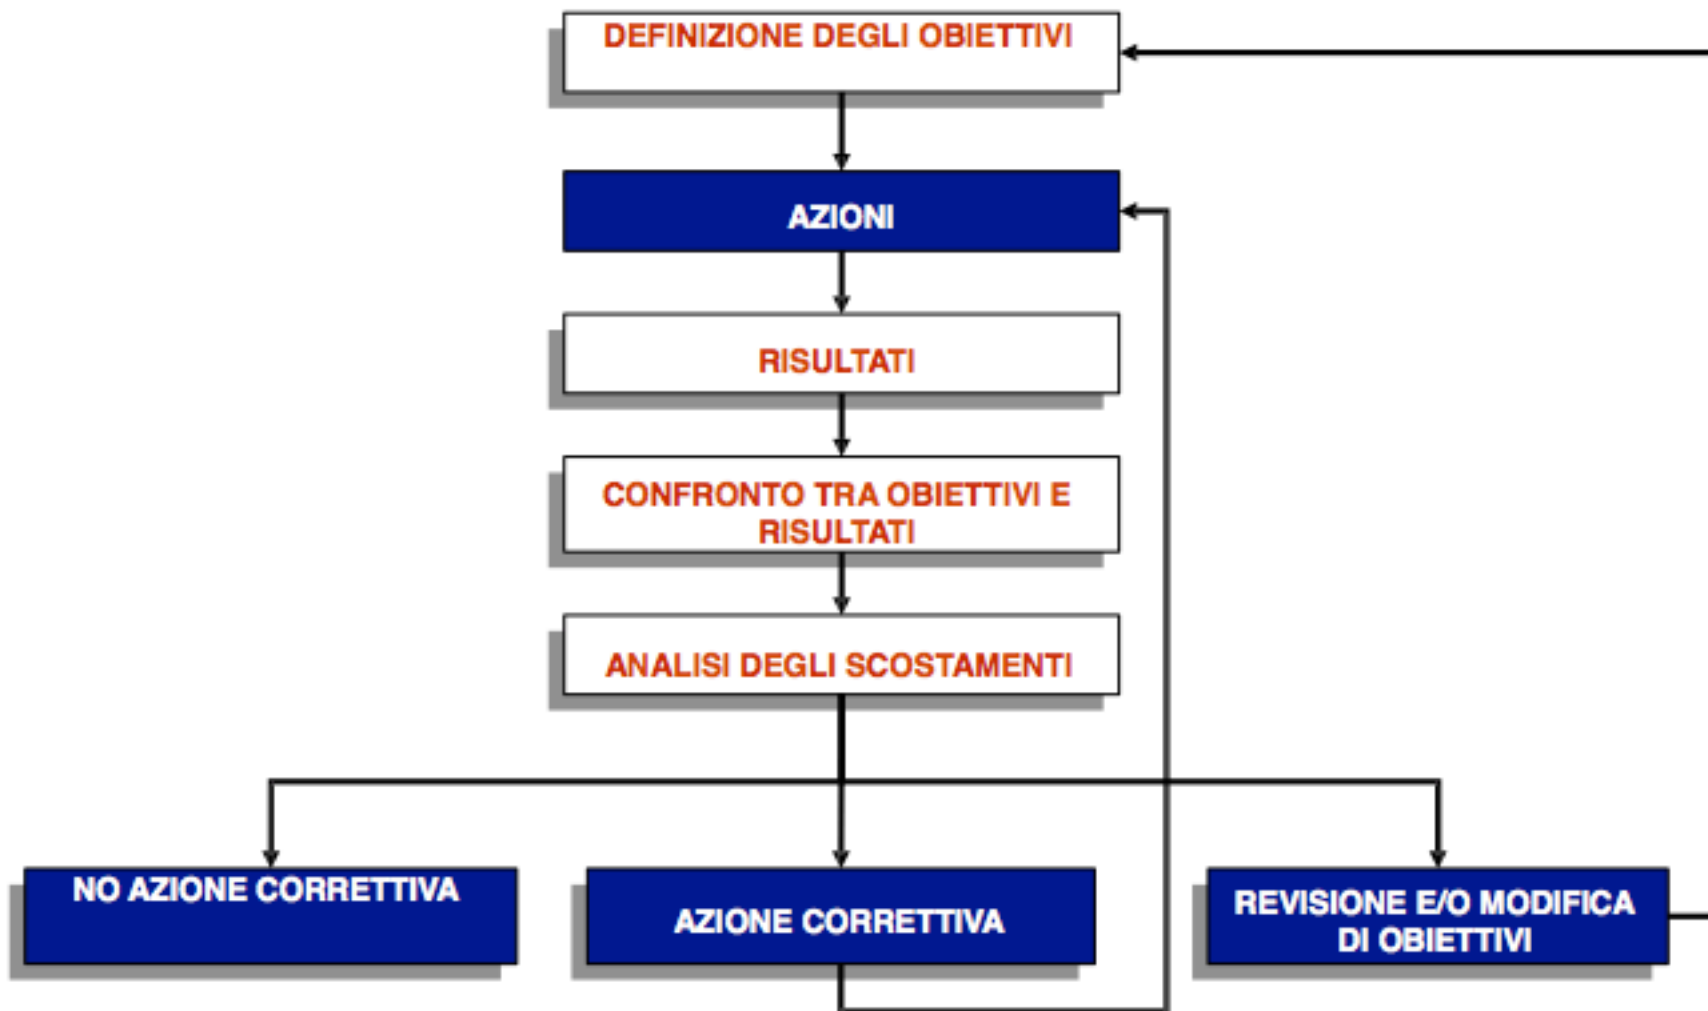 DEFINIZIONE DEGLI OBIETTIVI
AZIONI
RISULTATI
CONFRONTO TRA OBIETTIVI E
RISULTATI
ANALISI DEGLI SCOSTAMENTI
NO AZIONE CORRETTIVA
AZIONE CORRETTIVA
REVISIONE E/O MODIFICA
DI OBIETTIVI